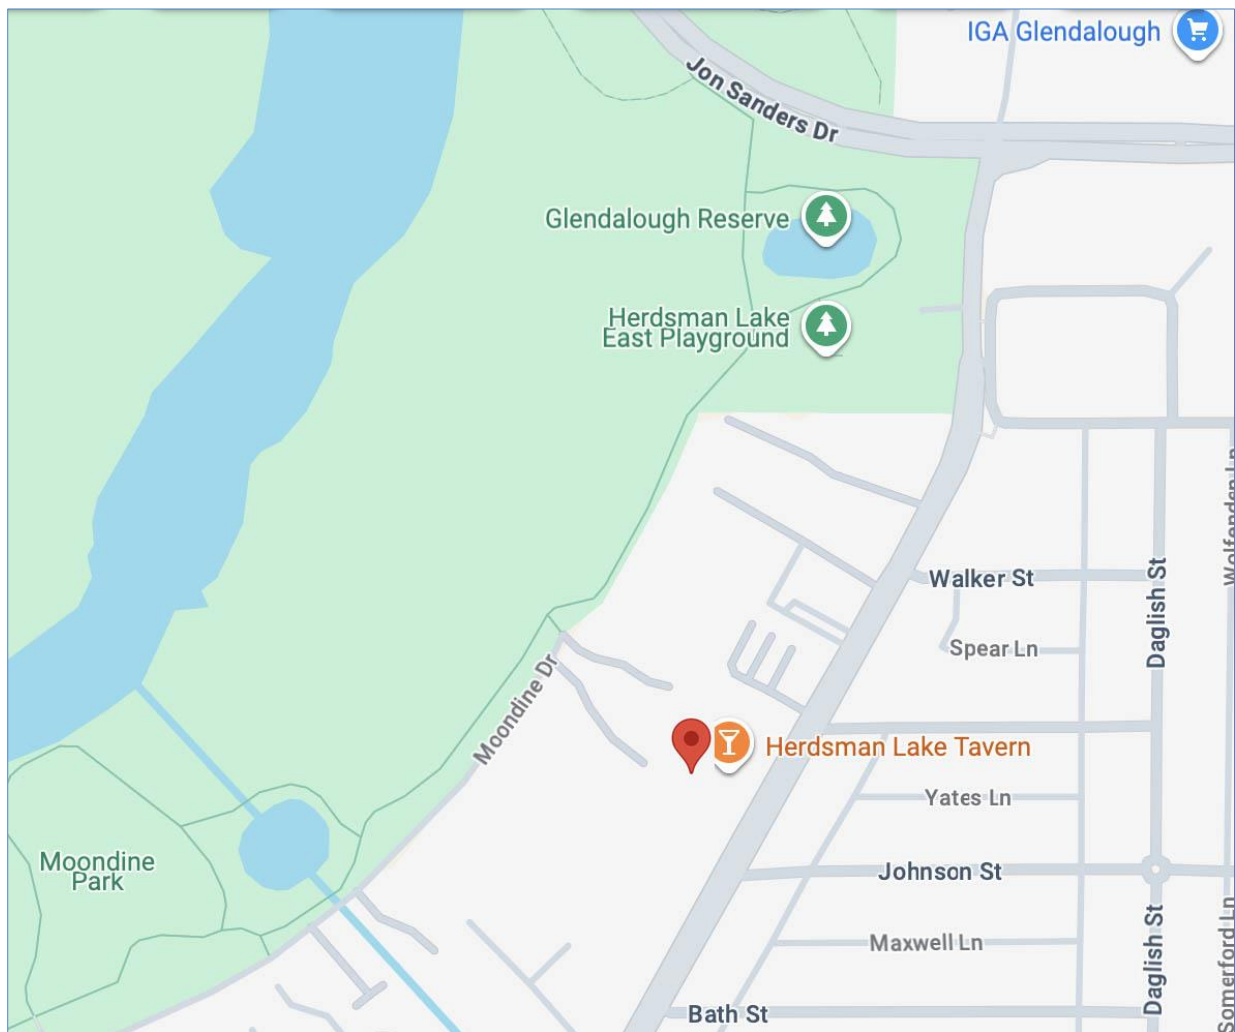 IGA Glendalough
Jon Sanders Dr
Glendalough Reserve
Herdsman Lake
East Playground
Walker St
Daglish St
Spear Ln
Moondine Dr
Herdsman Lake Tavern
Yates Ln
Johnson St
Moondine
Park
Maxwell Ln
Daglish St
Somerford Ln
Bath St